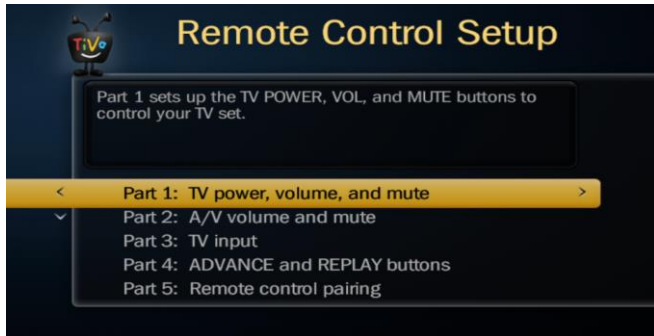 TiVo
Remote Control Setup
Part 1 sets up the TV POWER, VOL, and MUTE buttons to
control your TV set.
Part 1: TV power, volume, and mute
Part 2: A/V volume and mute
Part 3: TV input
Part 4: ADVANCE and REPLAY buttons
Part 5: Remote control pairing